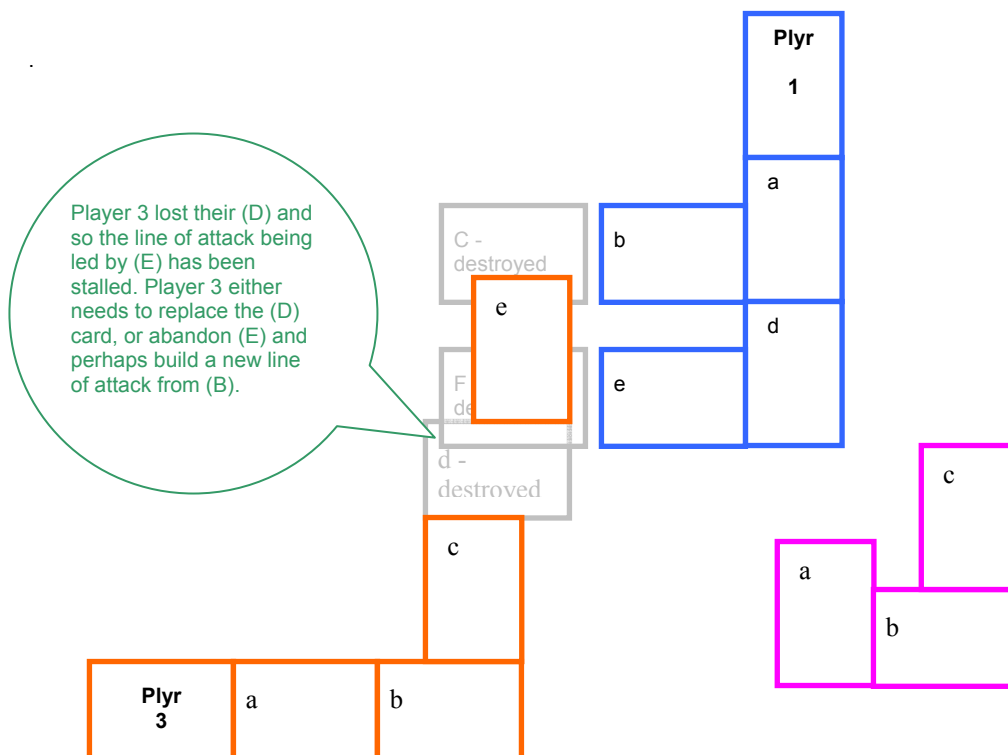 Plyr
1
.
a
Player 3 lost their (D) and
so the line of attack being
led by (E) has been
stalled. Player 3 either
needs to replace the (D)
card, or abandon (E) and
perhaps build a new line
of attack from (B).
C -
destroyed
b
e
d
F
e
d -
destroyed
c
c
a
b
Plyr
3
a
b